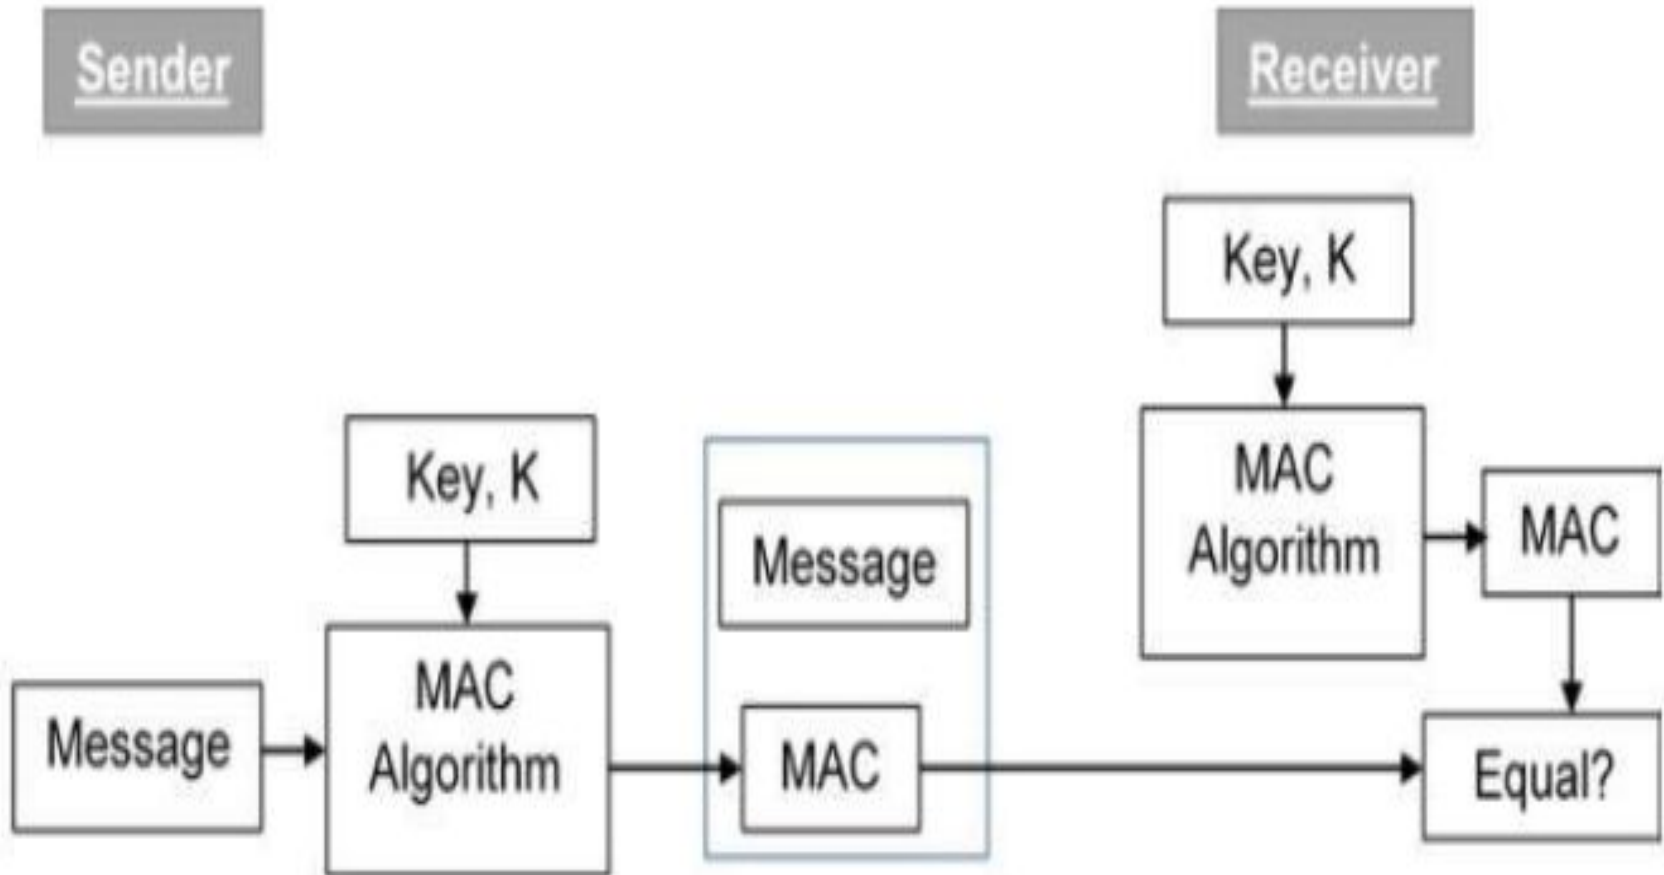 Sender
Receiver
Key, K
Key, K
MAC
Algorithm
MAC
Message
Message
MAC
Algorithm
MAC
Equal?